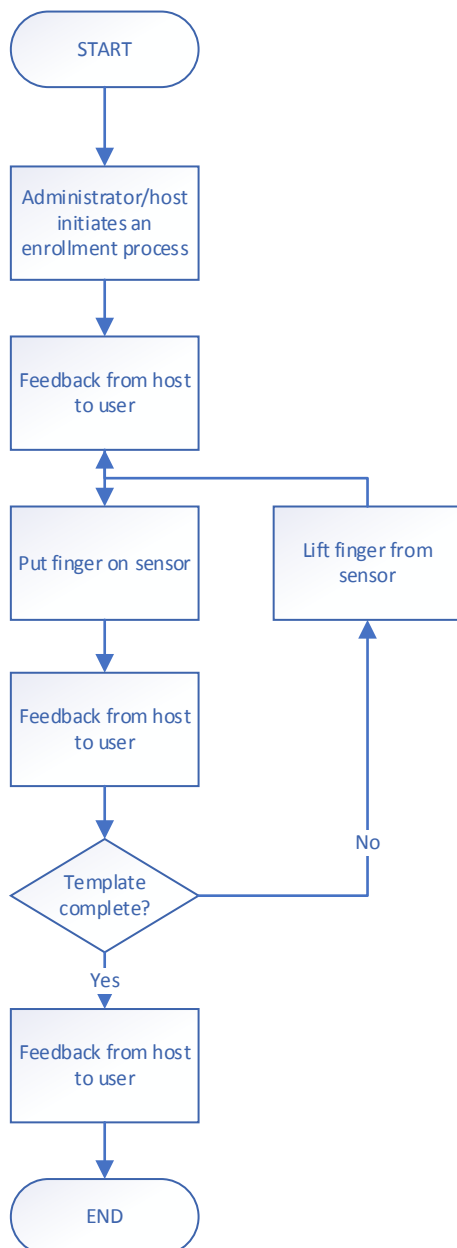 START
Administrator/host
initiates an
enrollment process
Feedback from host
to user
Put finger on sensor
Lift finger from
sensor
Feedback from host
to user
No
Template
complete?
Yes
Feedback from host
to user
END